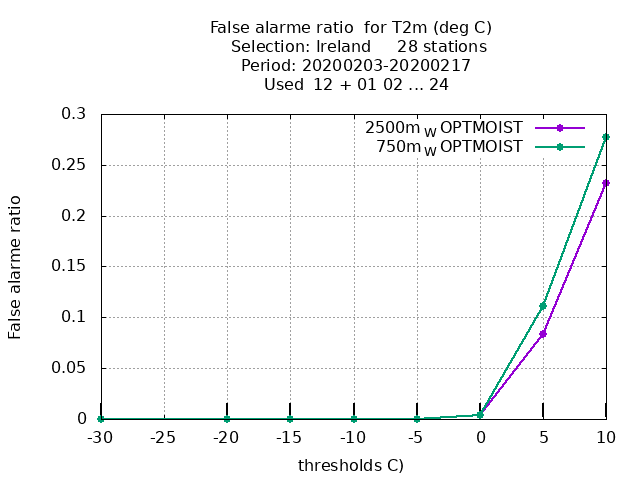 False alarme ratio  for T2m (deg C)
Selection: Ireland     28 stations
Period: 20200203-20200217
Used  12 + 01 02 ... 24
0.3
0.25
0.2
0.15
0.1
0.05
0
False alarme ratio
2500m W OPTMOIST
750m W OPTMOIST
-30 -25 -20 -15 -10 -5 0 5 10
thresholds C)